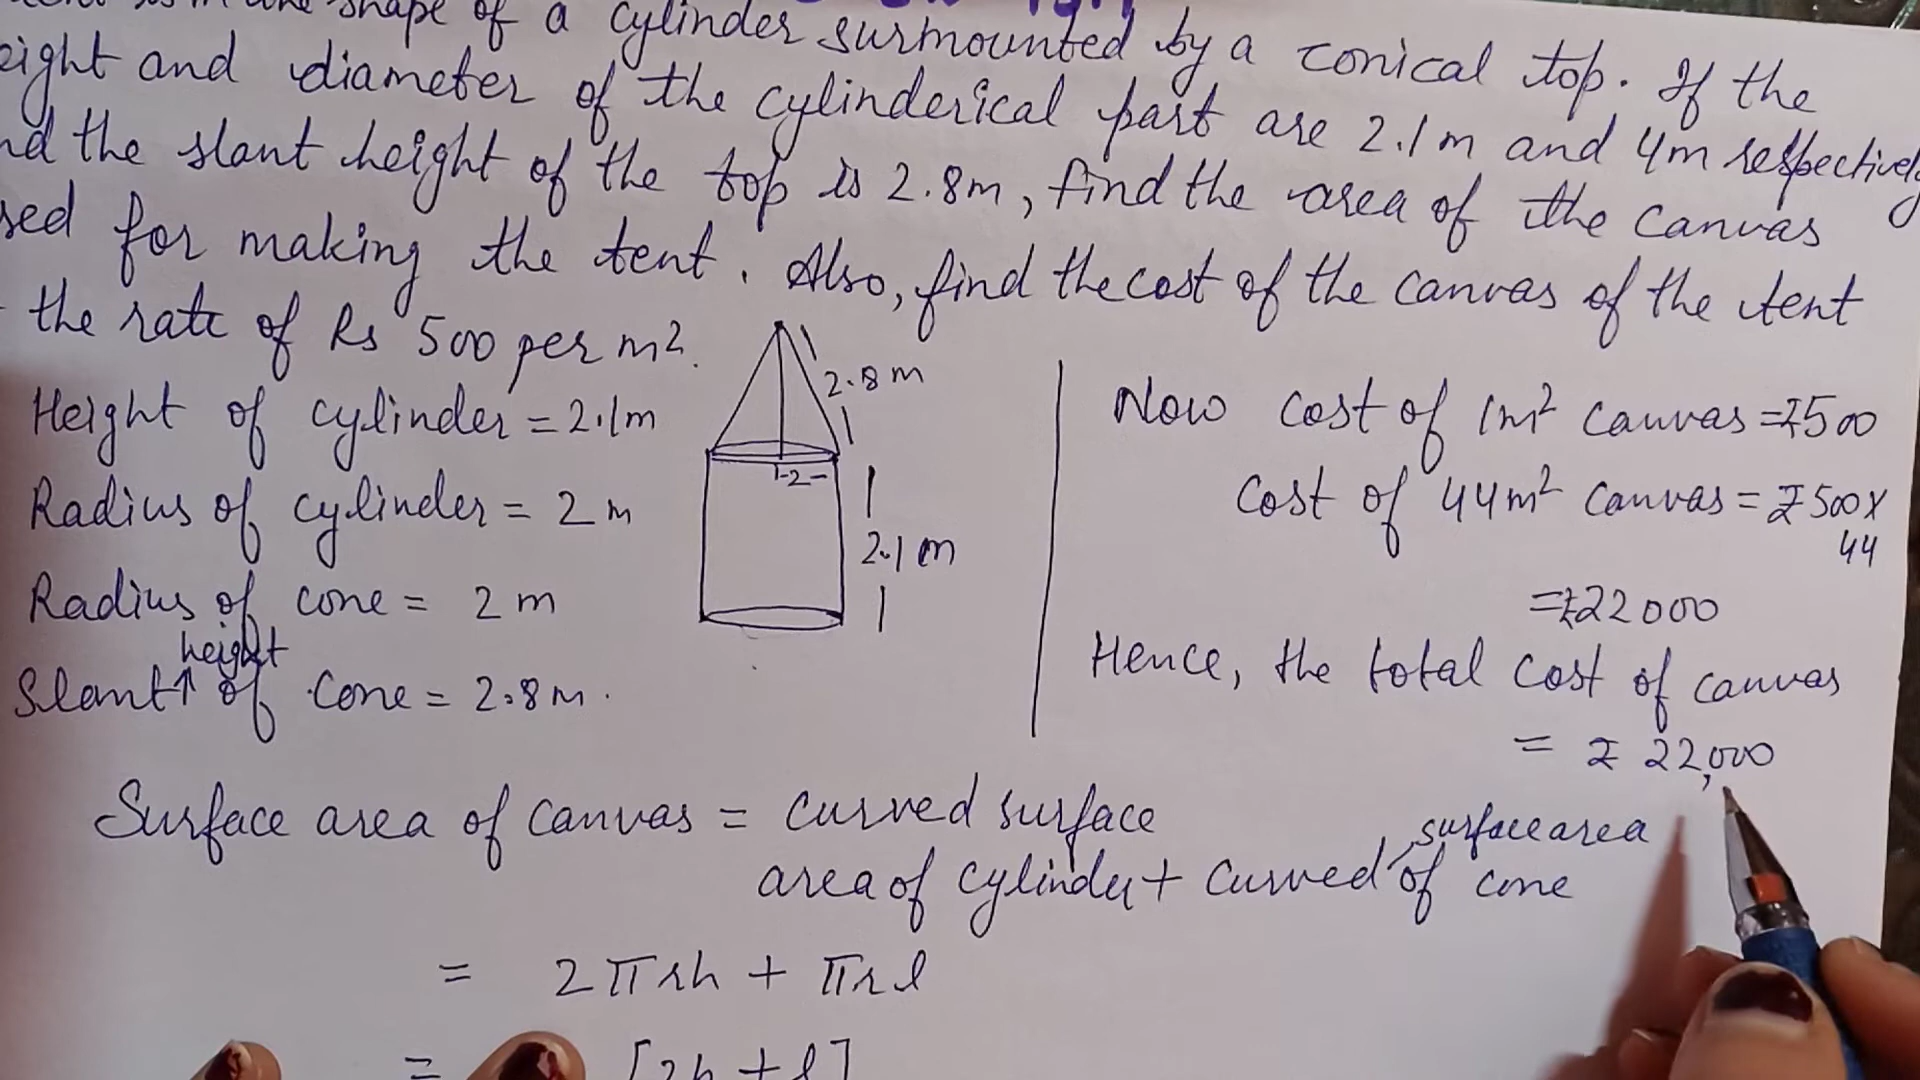 shape of a cylinder surmounted by a conical top. If the
eight and diameter of the cylinderical part are 2.1m and 4m respectively
nd the slant height of the top is 2.8m, find the area of the canvas
sed for making the tent. Also, find the cost of the canvas of the tent
the rate of Rs 500 per m².
2.8 m
-2-
2.1 m
Height of cylinder = 2.1m
Radius of cylinder = 2 m
Radius of cone = 2 m
height
Slant↑ of cone = 2.8m.
Now cost of 1m² canvas = ₹500
Cost of 44m² canvas = ₹500x
44
= ₹22000
Hence, the total cost of canvas
= ₹ 22,000
Surface area of canvas = curved surface
surface area
area of cylinder + curved of cone
= 2πrh + πrl
= [2h + l]